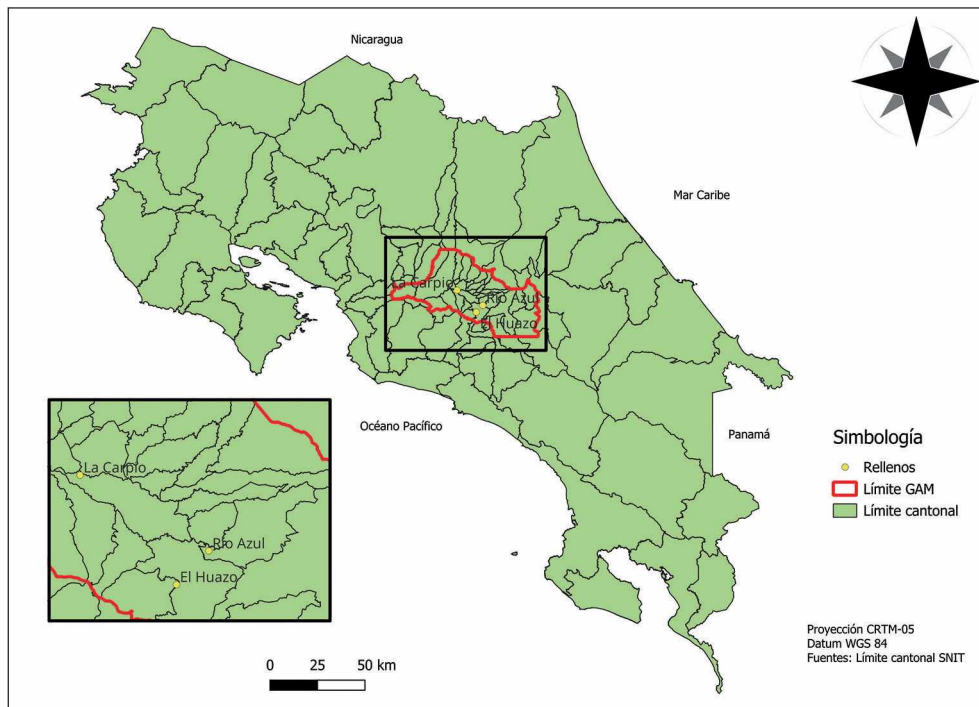 Nicaragua
Mar Caribe
La Carpio
Río Azul
El Huazo
Océano Pacífico
Panamá
La Carpio
Río Azul
El Huazo
Simbología
Rellenos
Límite GAM
Límite cantonal
0 25 50 km
Proyección CRTM-05
Datum WGS 84
Fuentes: Límite cantonal SNIT